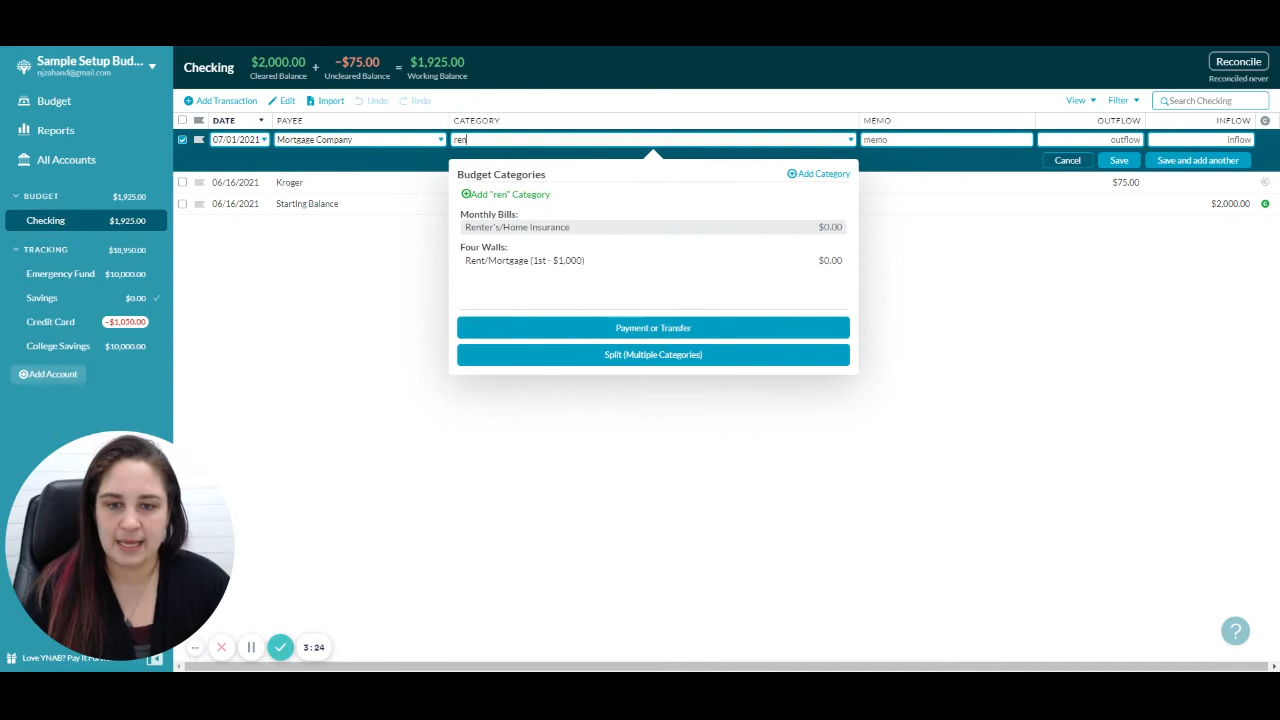 Sample Setup Bud...
njzahand@gmail.com
Budget
Reports
All Accounts
BUDGET $1,925.00
Checking $1,925.00
TRACKING $18,950.00
Emergency Fund $10,000.00
Savings $0.00
Credit Card -$1,050.00
College Savings $10,000.00
Add Account
Love YNAB? Pay It
Checking
$2,000.00 + -$75.00 = $1,925.00
Cleared Balance Uncleared Balance Working Balance
Reconcile
Reconciled never
Add Transaction Edit Import Undo Redo View Filter Search Checking
DATE PAYEE CATEGORY MEMO OUTFLOW INFLOW C
07/01/2021 Mortgage Company ren memo outflow inflow
Cancel Save Save and add another
06/16/2021 Kroger $75.00 C
06/16/2021 Starting Balance $2,000.00 C
Budget Categories Add Category
Add "ren" Category
Monthly Bills:
Renter's/Home Insurance $0.00
Four Walls:
Rent/Mortgage (1st - $1,000) $0.00
Payment or Transfer
Split (Multiple Categories)
3:24
?